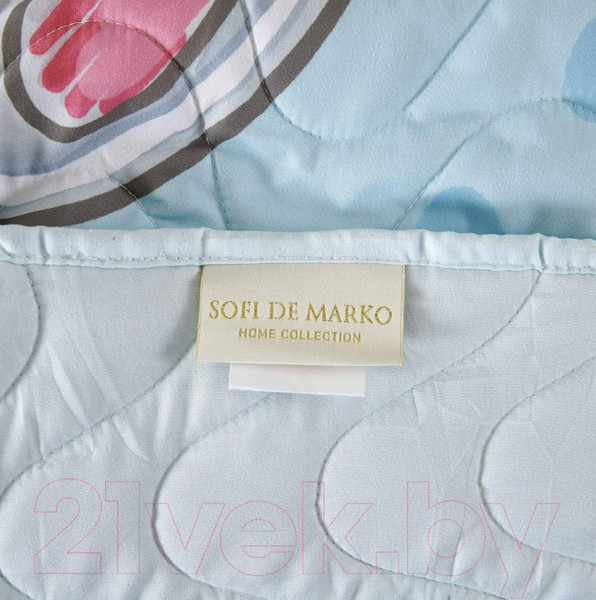 SOFI DE MARKO
HOME COLLECTION
21vek.by